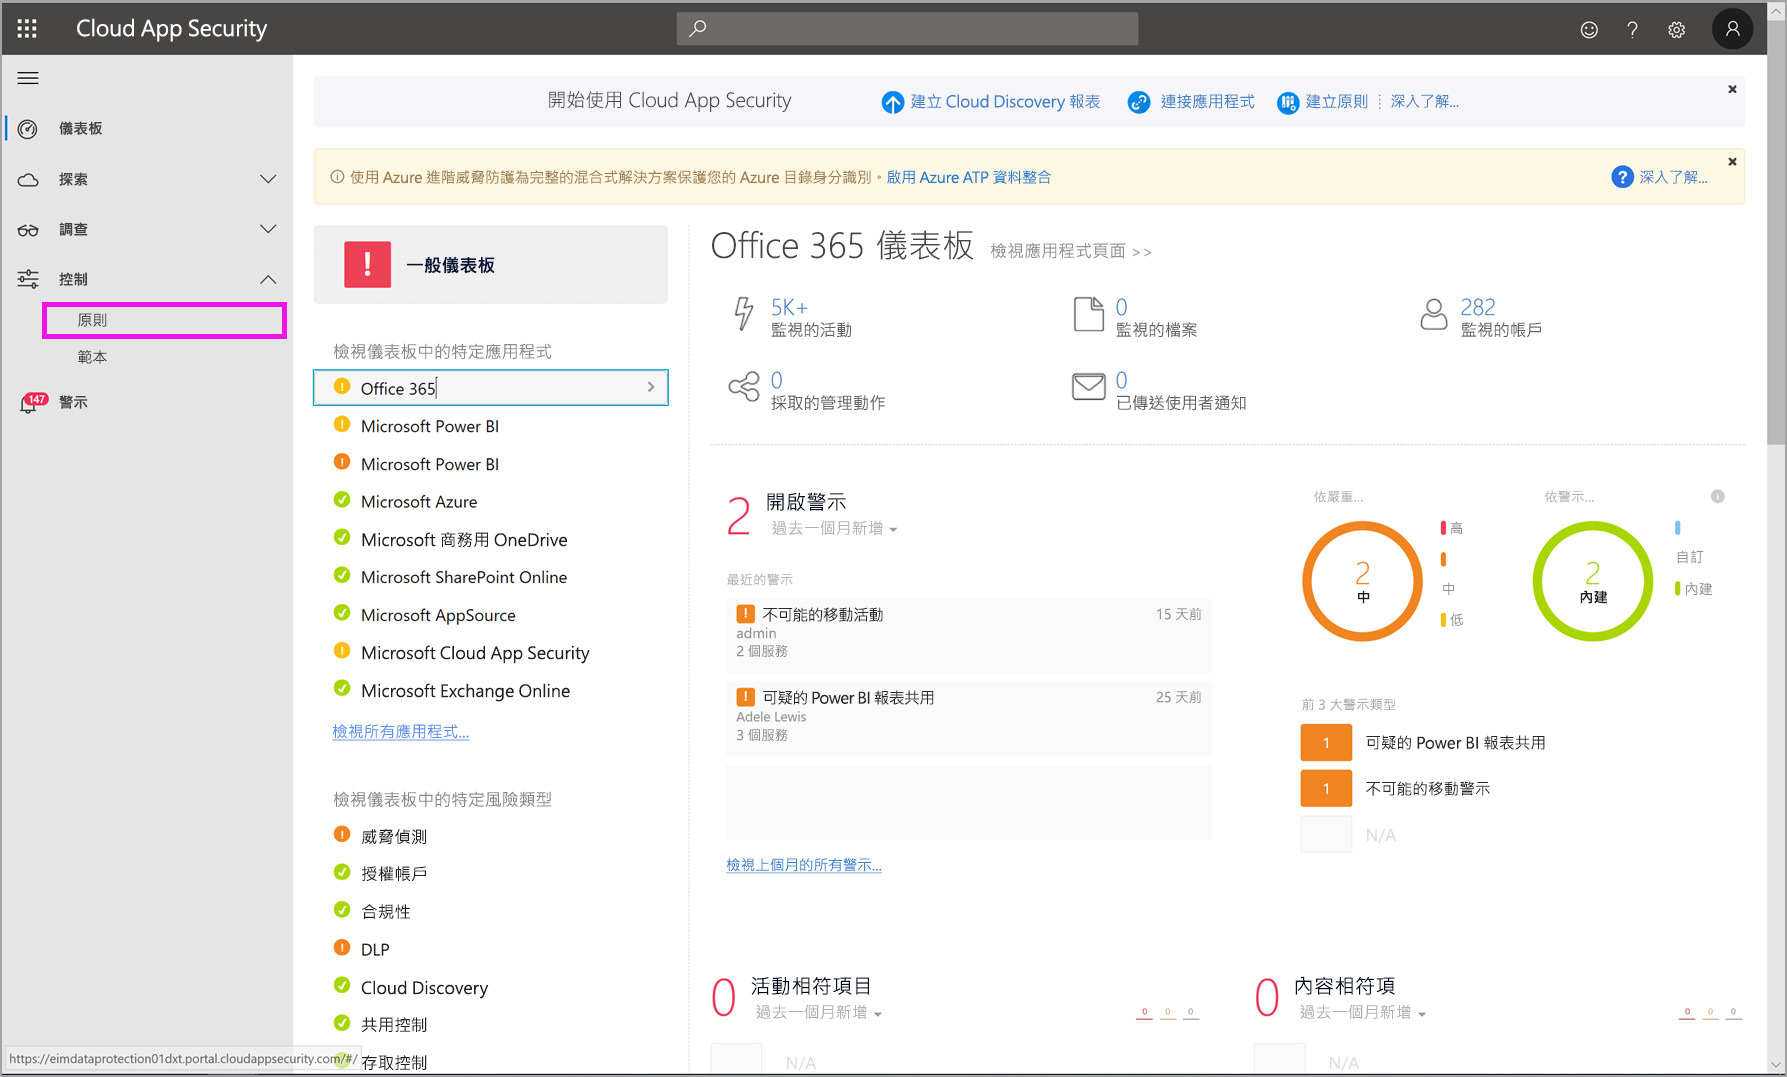 Cloud App Security
開始使用 Cloud App Security
建立 Cloud Discovery 報表
連接應用程式
建立原則
深入了解...
儀表板
探索
調查
控制
原則
範本
147
警示
使用 Azure 進階威脅防護為完整的混合式解決方案保護您的 Azure 目錄身分識別。啟用 Azure ATP 資料整合
深入了解...
一般儀表板
檢視儀表板中的特定應用程式
Office 365
Microsoft Power BI
Microsoft Power BI
Microsoft Azure
Microsoft 商務用 OneDrive
Microsoft SharePoint Online
Microsoft AppSource
Microsoft Cloud App Security
Microsoft Exchange Online
檢視所有應用程式...
檢視儀表板中的特定風險類型
威脅偵測
授權帳戶
合規性
DLP
Cloud Discovery
共用控制
存取控制
Office 365 儀表板 檢視應用程式頁面 >>
5K+
監視的活動
0
監視的檔案
282
監視的帳戶
0
採取的管理動作
0
已傳送使用者通知
2
開啟警示
過去一個月新增
最近的警示
不可能的移動活動
15 天前
admin
2 個服務
可疑的 Power BI 報表共用
25 天前
Adele Lewis
3 個服務
檢視上個月的所有警示...
依嚴重...
2
中
高
中
低
依警示...
2
內建
自訂
內建
前 3 大警示類型
1 可疑的 Power BI 報表共用
1 不可能的移動警示
N/A
0
活動相符項目
過去一個月新增
0 0 0
N/A
0
內容相符項
過去一個月新增
0 0 0
N/A
https://eimdataprotection01dxt.portal.cloudappsecurity.com/#/